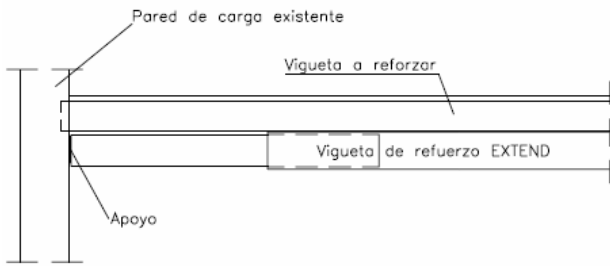 Pared de carga existente
Vigueta a reforzar
Vigueta de refuerzo EXTEND
Apoyo